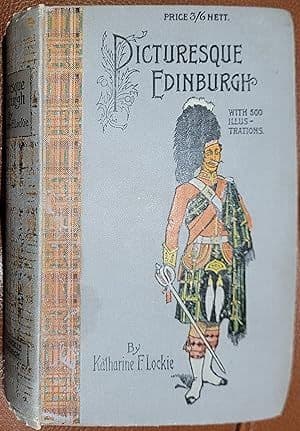 PRICE 3/6 NETT.
PICTURESQUE
EDINBURGH
WITH 500
ILLUS-
TRATIONS.
By
Katharine F. Lockie